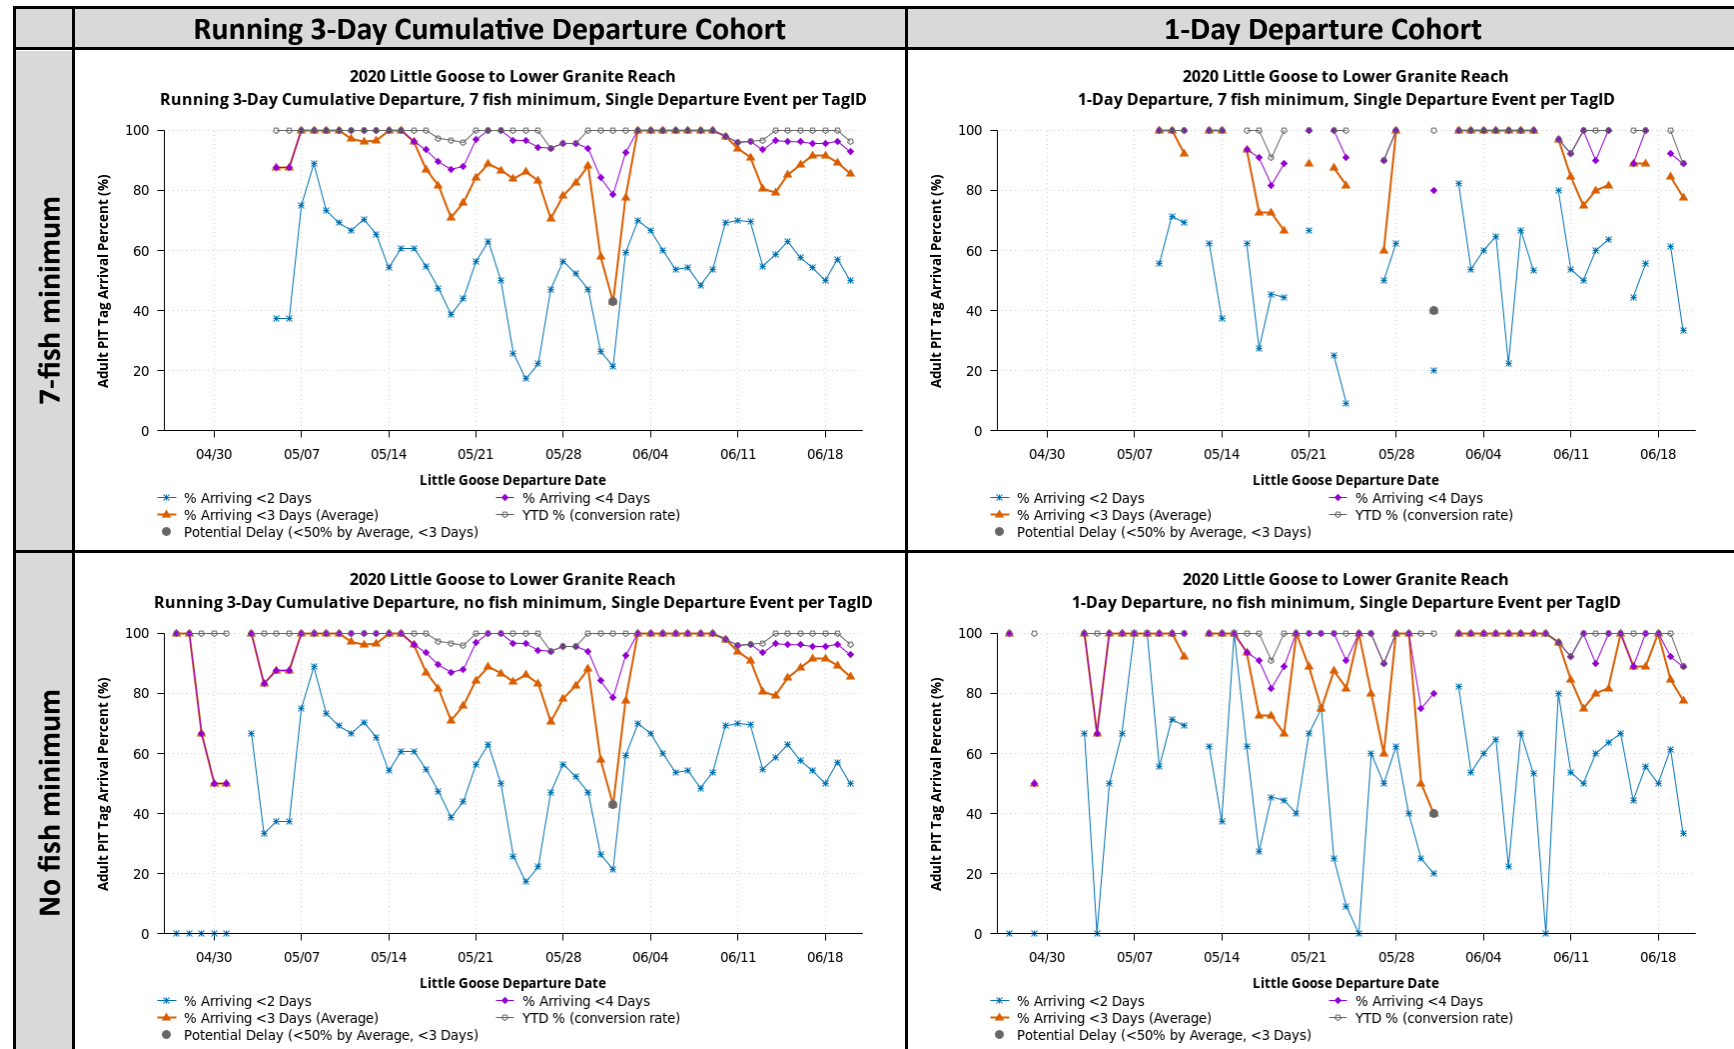 Running 3-Day Cumulative Departure Cohort
1-Day Departure Cohort
7-fish minimum
2020 Little Goose to Lower Granite Reach
Running 3-Day Cumulative Departure, 7 fish minimum, Single Departure Event per TagID
Adult PIT Tag Arrival Percent (%)
100
80
60
40
20
0
04/30 05/07 05/14 05/21 05/28 06/04 06/11 06/18
Little Goose Departure Date
% Arriving <2 Days
% Arriving <4 Days
% Arriving <3 Days (Average)
YTD % (conversion rate)
Potential Delay (<50% by Average, <3 Days)
2020 Little Goose to Lower Granite Reach
1-Day Departure, 7 fish minimum, Single Departure Event per TagID
Adult PIT Tag Arrival Percent (%)
100
80
60
40
20
0
04/30 05/07 05/14 05/21 05/28 06/04 06/11 06/18
Little Goose Departure Date
% Arriving <2 Days
% Arriving <4 Days
% Arriving <3 Days (Average)
YTD % (conversion rate)
Potential Delay (<50% by Average, <3 Days)
No fish minimum
2020 Little Goose to Lower Granite Reach
Running 3-Day Cumulative Departure, no fish minimum, Single Departure Event per TagID
Adult PIT Tag Arrival Percent (%)
100
80
60
40
20
0
04/30 05/07 05/14 05/21 05/28 06/04 06/11 06/18
Little Goose Departure Date
% Arriving <2 Days
% Arriving <4 Days
% Arriving <3 Days (Average)
YTD % (conversion rate)
Potential Delay (<50% by Average, <3 Days)
2020 Little Goose to Lower Granite Reach
1-Day Departure, no fish minimum, Single Departure Event per TagID
Adult PIT Tag Arrival Percent (%)
100
80
60
40
20
0
04/30 05/07 05/14 05/21 05/28 06/04 06/11 06/18
Little Goose Departure Date
% Arriving <2 Days
% Arriving <4 Days
% Arriving <3 Days (Average)
YTD % (conversion rate)
Potential Delay (<50% by Average, <3 Days)